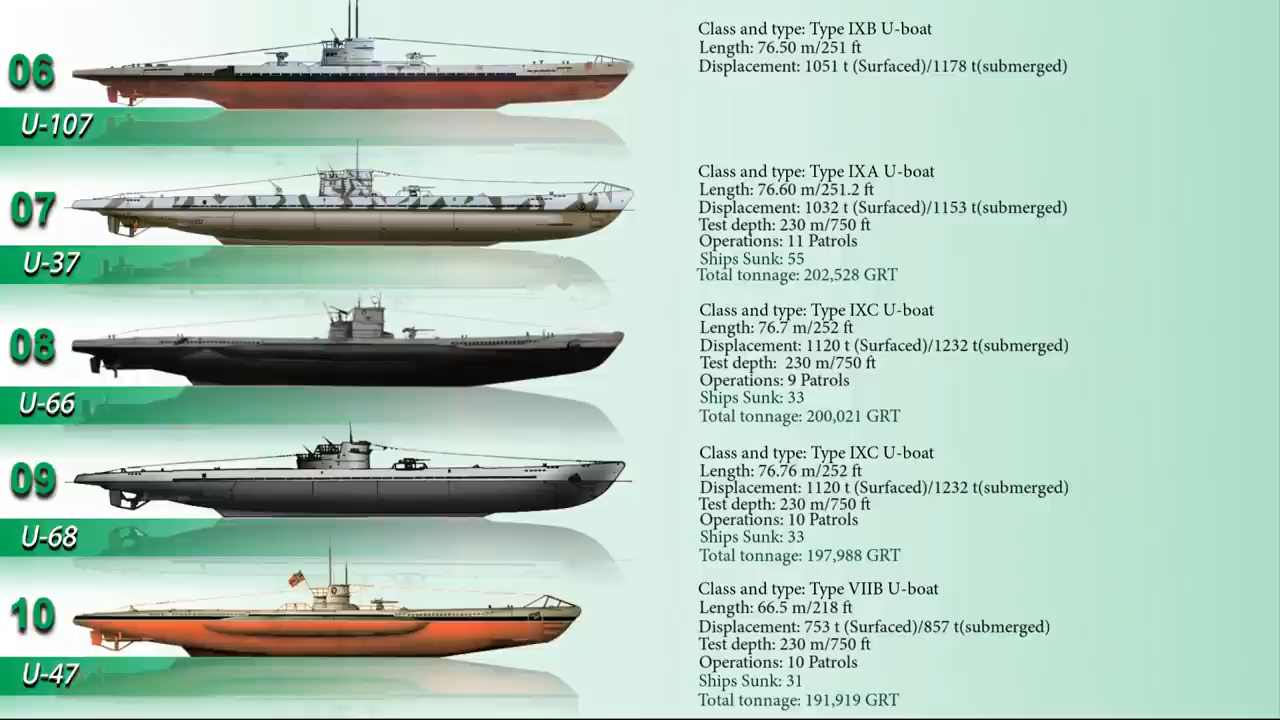 06
U-107
Class and type: Type IXB U-boat
Length: 76.50 m/251 ft
Displacement: 1051 t (Surfaced)/1178 t(submerged)
07
U-37
Class and type: Type IXA U-boat
Length: 76.60 m/251.2 ft
Displacement: 1032 t (Surfaced)/1153 t(submerged)
Test depth: 230 m/750 ft
Operations: 11 Patrols
Ships Sunk: 55
Total tonnage: 202,528 GRT
08
U-66
Class and type: Type IXC U-boat
Length: 76.7 m/252 ft
Displacement: 1120 t (Surfaced)/1232 t(submerged)
Test depth: 230 m/750 ft
Operations: 9 Patrols
Ships Sunk: 33
Total tonnage: 200,021 GRT
09
U-68
Class and type: Type IXC U-boat
Length: 76.76 m/252 ft
Displacement: 1120 t (Surfaced)/1232 t(submerged)
Test depth: 230 m/750 ft
Operations: 10 Patrols
Ships Sunk: 33
Total tonnage: 197,988 GRT
10
U-47
Class and type: Type VIIB U-boat
Length: 66.5 m/218 ft
Displacement: 753 t (Surfaced)/857 t(submerged)
Test depth: 230 m/750 ft
Operations: 10 Patrols
Ships Sunk: 31
Total tonnage: 191,919 GRT